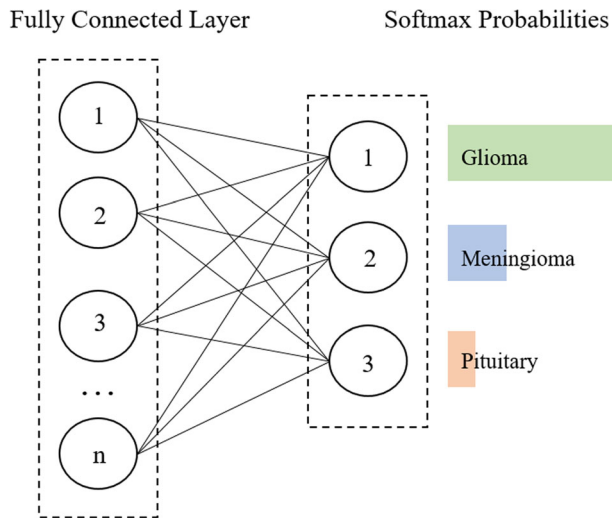 Fully Connected Layer
Softmax Probabilities
1
2
3
...
n
1
2
3
Glioma
Meningioma
Pituitary